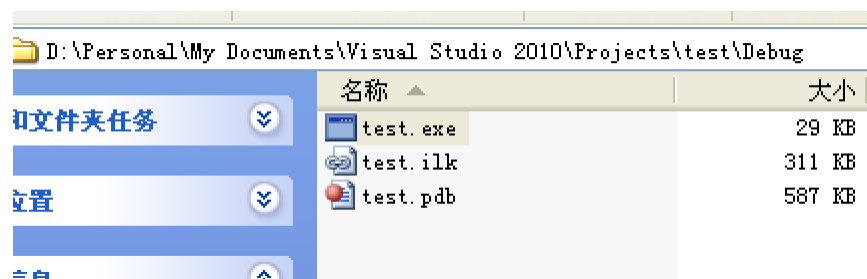 D:\Personal\My Documents\Visual Studio 2010\Projects\test\Debug
名称 大小
和文件夹任务
test.exe 29 KB
test.ilk 311 KB
位置
test.pdb 587 KB